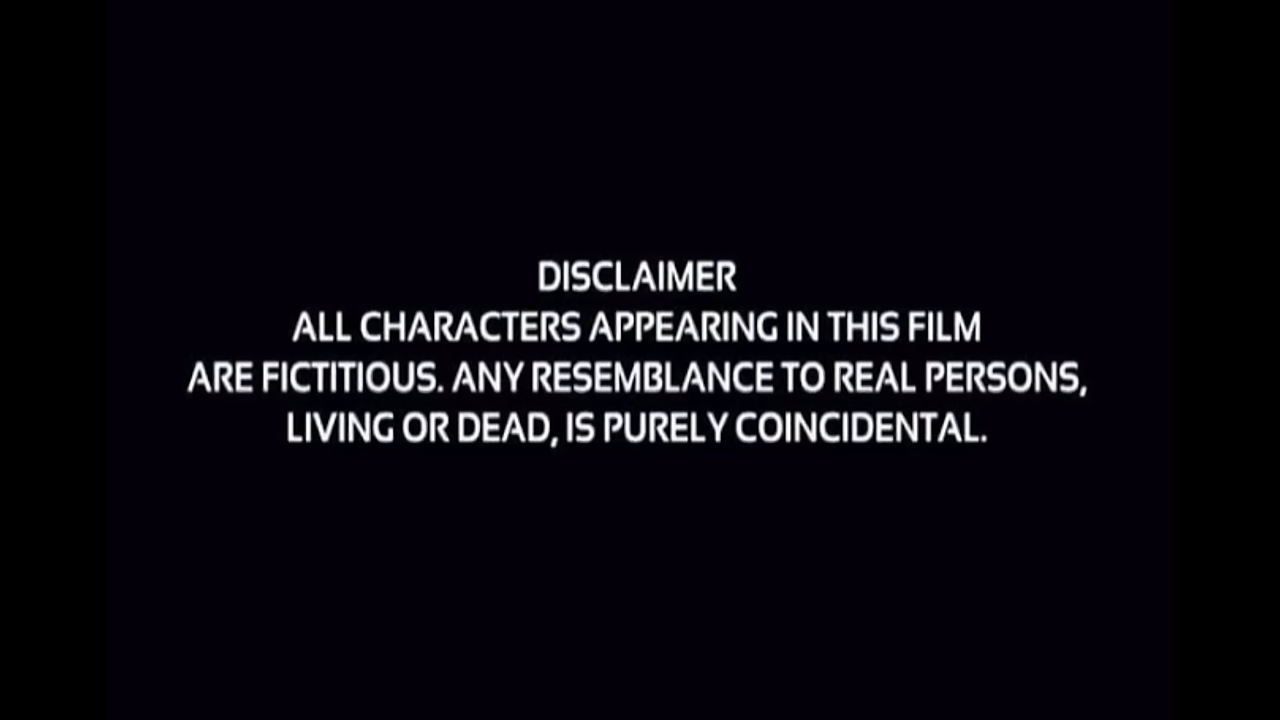 DISCLAIMER
ALL CHARACTERS APPEARING IN THIS FILM
ARE FICTITIOUS. ANY RESEMBLANCE TO REAL PERSONS,
LIVING OR DEAD, IS PURELY COINCIDENTAL.